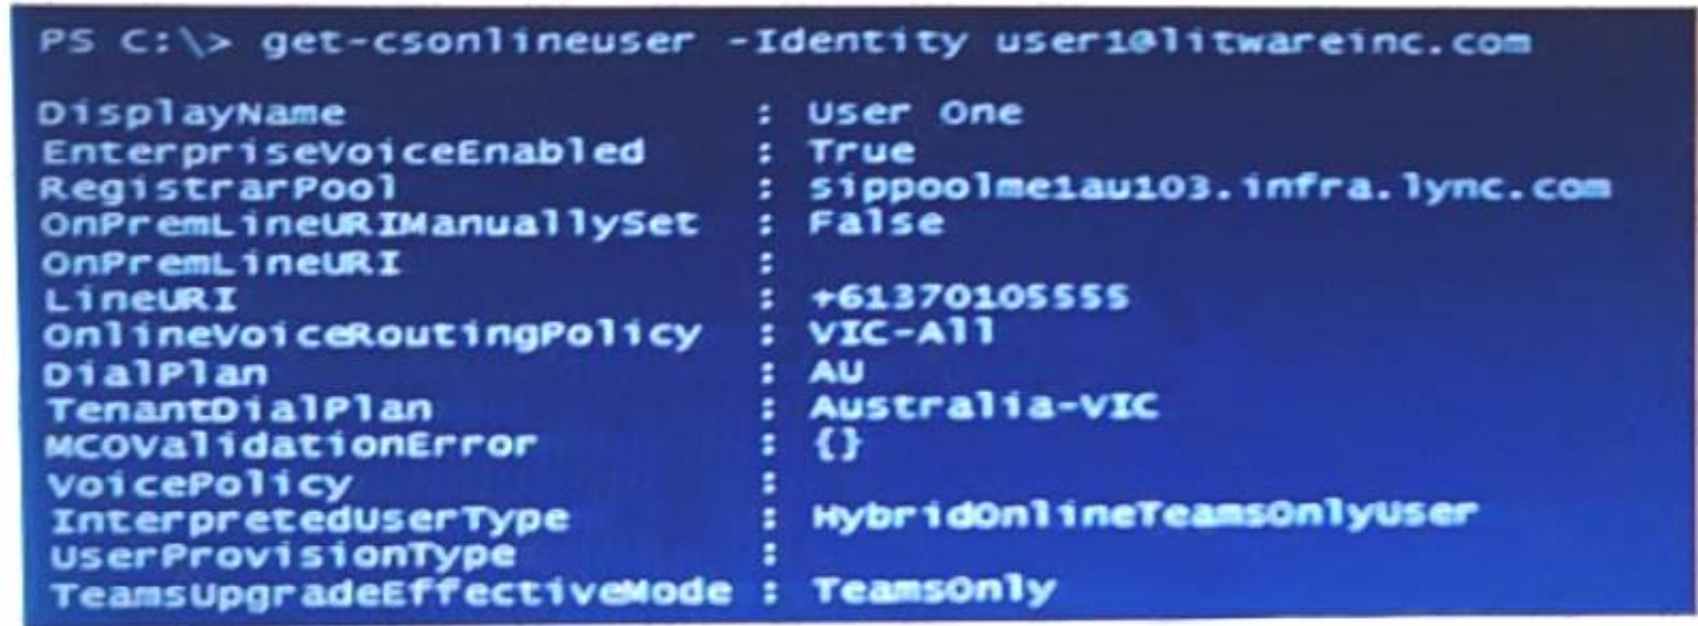 PS C:\> get-csonlineuser -Identity user1@litwareinc.com
DisplayName : User One
EnterpriseVoiceEnabled : True
RegistrarPool : sippoolme1au103.infra.lync.com
OnPremLineURIManuallySet : False
OnPremLineURI :
LineURI : +61370105555
OnlineVoiceRoutingPolicy : VIC-All
DialPlan : AU
TenantDialPlan : Australia-VIC
MCOValidationError : {}
VoicePolicy :
InterpretedUserType : HybridOnlineTeamsOnlyUser
UserProvisionType :
TeamsUpgradeEffectiveMode : TeamsOnly